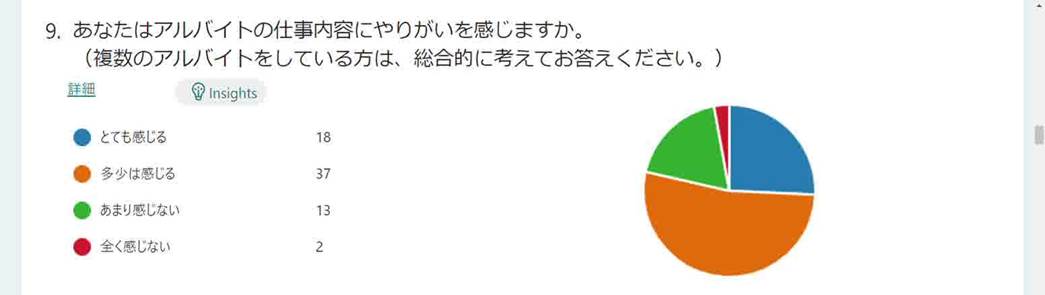 9. あなたはアルバイトの仕事内容にやりがいを感じますか。
（複数のアルバイトをしている方は、総合的に考えてお答えください。）
詳細 Insights
とても感じる 18
多少は感じる 37
あまり感じない 13
全く感じない 2